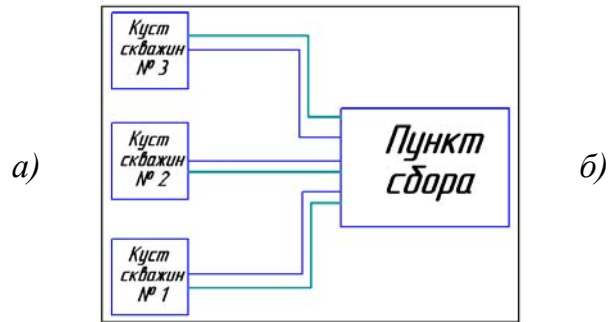 Куст
скважин
№ 3
а)
Куст
скважин
№ 2
Пункт
сбора
б)
Куст
скважин
№ 1